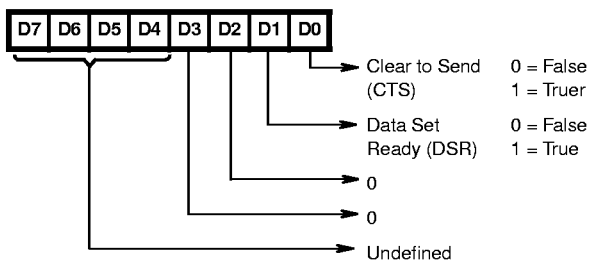 D7 D6 D5 D4 D3 D2 D1 D0
Clear to Send 0 = False
(CTS) 1 = Truer
Data Set 0 = False
Ready (DSR) 1 = True
0
0
Undefined